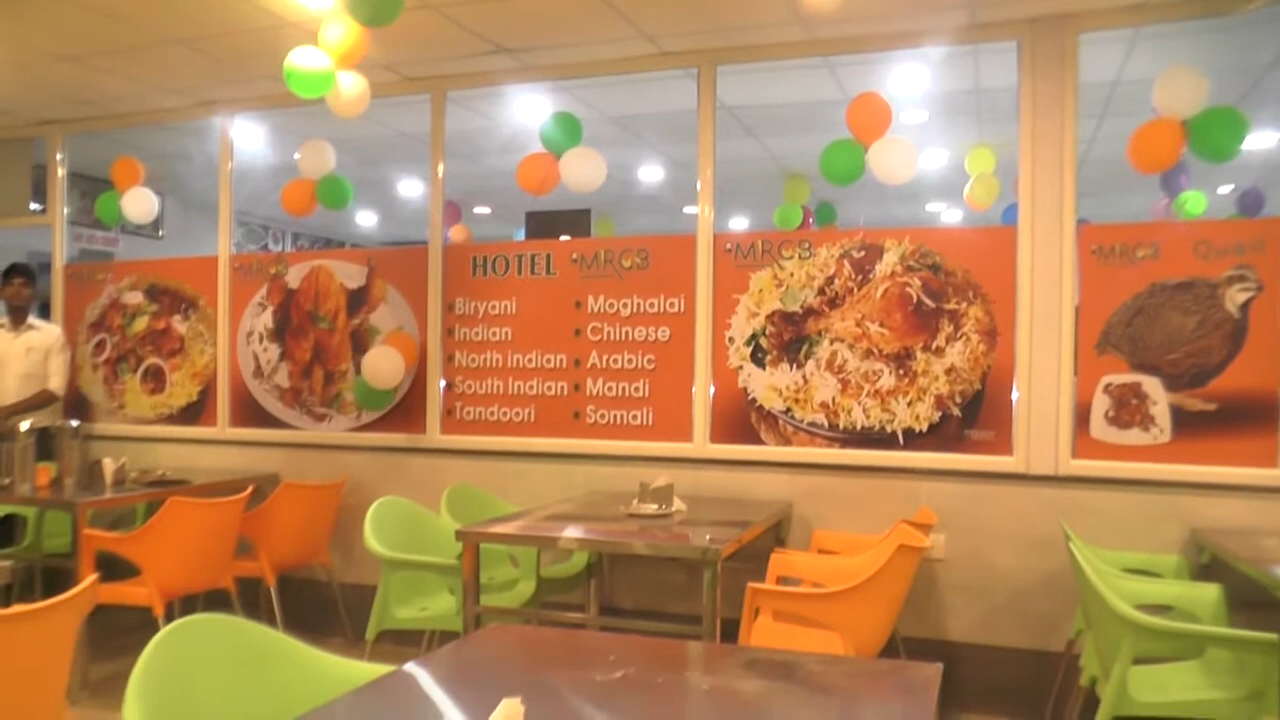 HOTEL MRCB
Biryani
Indian
North indian
South Indian
Tandoori
Moghalai
Chinese
Arabic
Mandi
Somali
MRCB
MRCB
MRCB
Quail